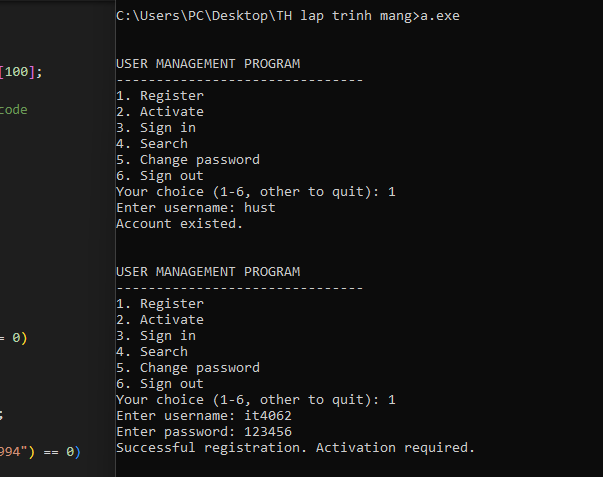 C:\Users\PC\Desktop\TH lap trinh mang>a.exe
USER MANAGEMENT PROGRAM
-------------------------------
[100];
1. Register
code
2. Activate
3. Sign in
4. Search
5. Change password
6. Sign out
Your choice (1-6, other to quit): 1
Enter username: hust
Account existed.
USER MANAGEMENT PROGRAM
-------------------------------
1. Register
2. Activate
= 0)
3. Sign in
4. Search
5. Change password
6. Sign out
Your choice (1-6, other to quit): 1
;
Enter username: it4062
Enter password: 123456
994") == 0)
Successful registration. Activation required.